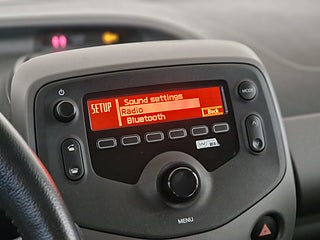 Sound settings
SETUP
Radio
Back
Bluetooth
MODE
MENU